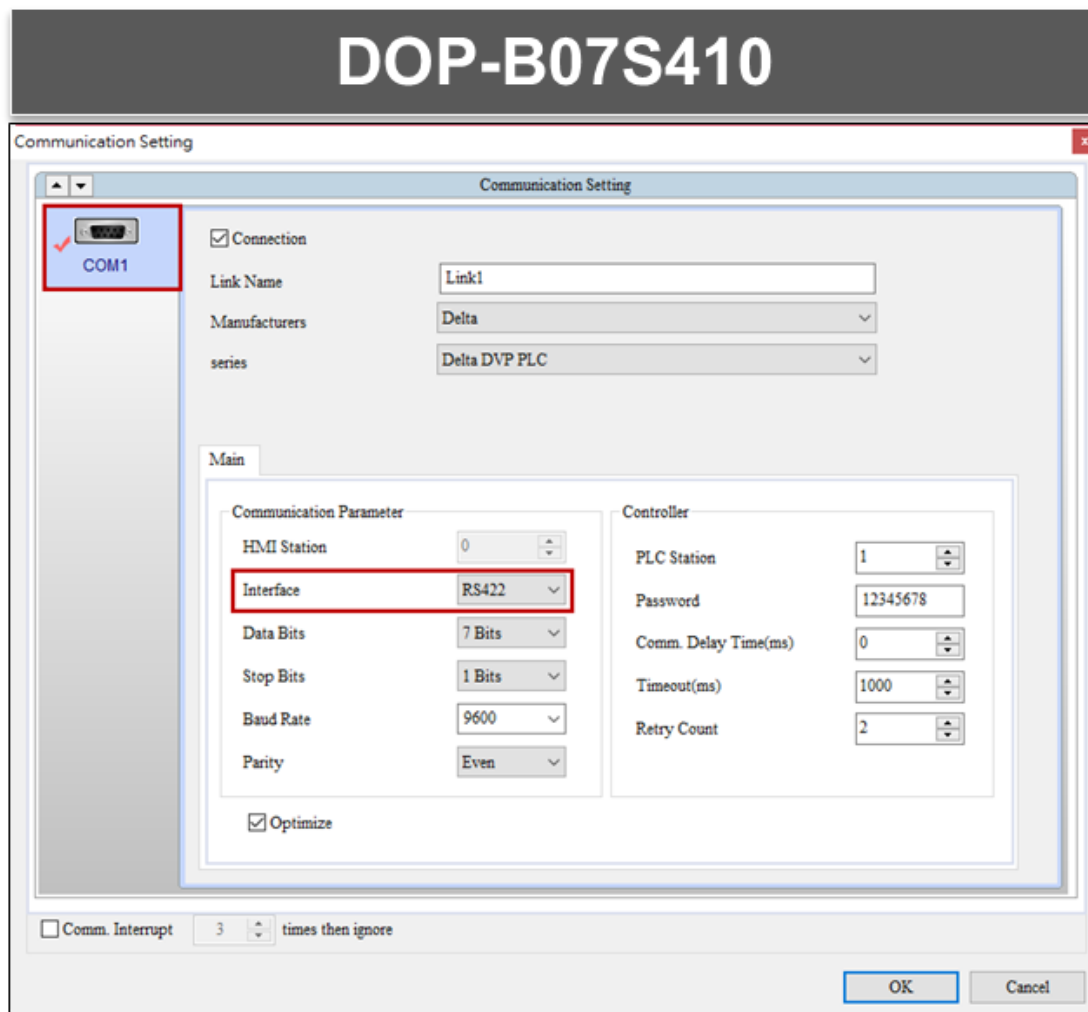 DOP-B07S410
Communication Setting
Communication Setting
COM1
Connection
Link Name Link1
Manufacturers Delta
series Delta DVP PLC
Main
Communication Parameter
HMI Station 0
Interface RS422
Data Bits 7 Bits
Stop Bits 1 Bits
Baud Rate 9600
Parity Even
Optimize
Controller
PLC Station 1
Password 12345678
Comm. Delay Time(ms) 0
Timeout(ms) 1000
Retry Count 2
Comm. Interrupt 3 times then ignore
OK Cancel